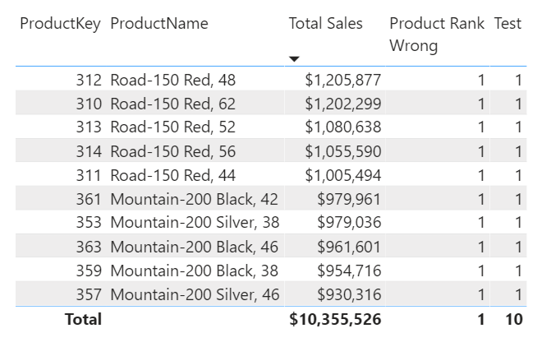 ProductKey ProductName Total Sales Product Rank Wrong Test
312 Road-150 Red, 48 $1,205,877 1 1
310 Road-150 Red, 62 $1,202,299 1 1
313 Road-150 Red, 52 $1,080,638 1 1
314 Road-150 Red, 56 $1,055,590 1 1
311 Road-150 Red, 44 $1,005,494 1 1
361 Mountain-200 Black, 42 $979,961 1 1
353 Mountain-200 Silver, 38 $979,036 1 1
363 Mountain-200 Black, 46 $961,601 1 1
359 Mountain-200 Black, 38 $954,716 1 1
357 Mountain-200 Silver, 46 $930,316 1 1
Total $10,355,526 1 10